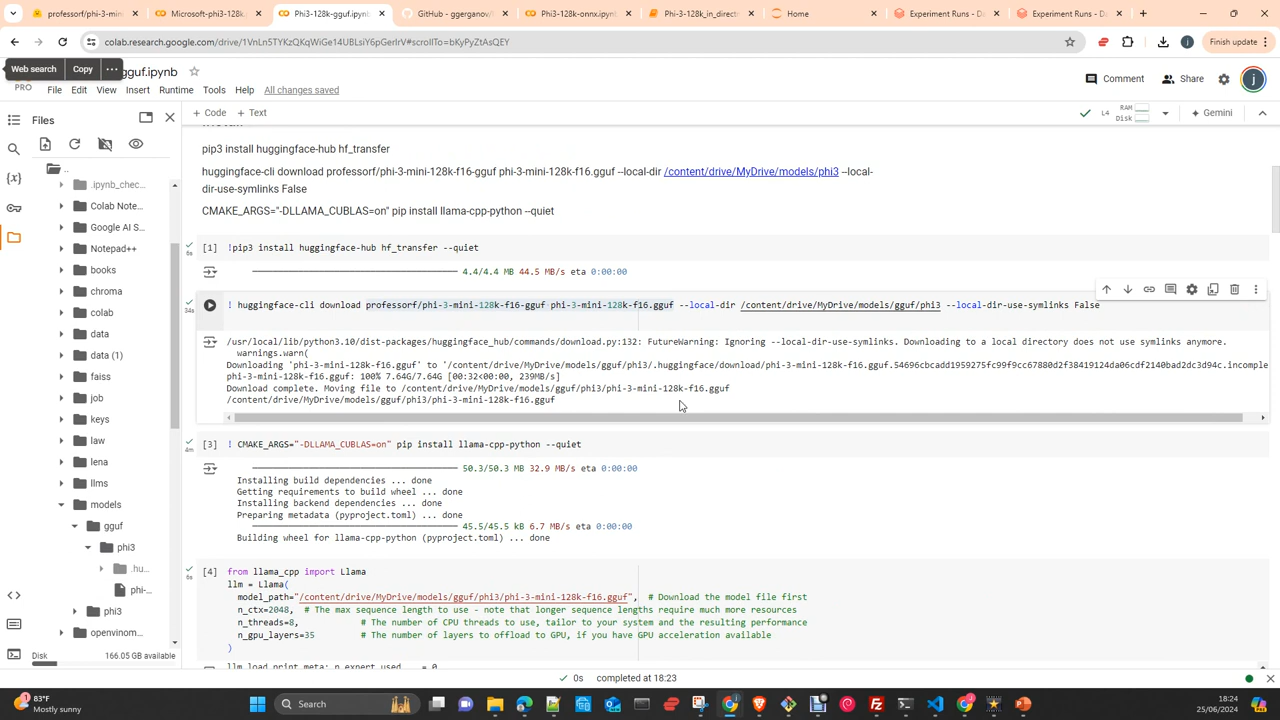 professorf/phi-3-mini
Microsoft-phi3-128k.
Phi3-128k-gguf.ipynb
GitHub - ggerganov/
Phi3-128k-onnx.ipynb
Phi3-128k_in_directo
Home
Experiment Runs - Da
Experiment Runs - Da
colab.research.google.com/drive/1VnLn5TYKzQKqWiGe14UBLsiY6pGerIrV#scrollTo=bKyPyZtAsQEY
Finish update
Web search
Copy
gguf.ipynb
PRO
File Edit View Insert Runtime Tools Help All changes saved
Comment
Share
j
Files
+ Code + Text
L4
RAM
Disk
Gemini
..
.ipynb_chec...
Colab Note...
Google AI S...
Notepad++
books
chroma
colab
data
data (1)
faiss
job
keys
law
lena
llms
models
gguf
phi3
.hu...
phi-...
phi3
openvinom...
Disk
166.05 GB available
pip3 install huggingface-hub hf_transfer
huggingface-cli download professorf/phi-3-mini-128k-f16-gguf phi-3-mini-128k-f16.gguf --local-dir /content/drive/MyDrive/models/phi3 --local-
dir-use-symlinks False
CMAKE_ARGS="-DLLAMA_CUBLAS=on" pip install llama-cpp-python --quiet
[1] !pip3 install huggingface-hub hf_transfer --quiet
6s
4.4/4.4 MB 44.5 MB/s eta 0:00:00
! huggingface-cli download professorf/phi-3-mini-128k-f16-gguf phi-3-mini-128k-f16.gguf --local-dir /content/drive/MyDrive/models/gguf/phi3 --local-dir-use-symlinks False
34s
/usr/local/lib/python3.10/dist-packages/huggingface_hub/commands/download.py:132: FutureWarning: Ignoring --local-dir-use-symlinks. Downloading to a local directory does not use symlinks anymore.
warnings.warn(
Downloading 'phi-3-mini-128k-f16.gguf' to '/content/drive/MyDrive/models/gguf/phi3/.huggingface/download/phi-3-mini-128k-f16.gguf.54696cbcadd1959275fc99f9cc67880d2f38419124da06cdf2140bad2dc3d94c.incomple
phi-3-mini-128k-f16.gguf: 100% 7.64G/7.64G [00:32<00:00, 239MB/s]
Download complete. Moving file to /content/drive/MyDrive/models/gguf/phi3/phi-3-mini-128k-f16.gguf
/content/drive/MyDrive/models/gguf/phi3/phi-3-mini-128k-f16.gguf
[3] ! CMAKE_ARGS="-DLLAMA_CUBLAS=on" pip install llama-cpp-python --quiet
4m
50.3/50.3 MB 32.9 MB/s eta 0:00:00
Installing build dependencies ... done
Getting requirements to build wheel ... done
Installing backend dependencies ... done
Preparing metadata (pyproject.toml) ... done
45.5/45.5 kB 6.7 MB/s eta 0:00:00
Building wheel for llama-cpp-python (pyproject.toml) ... done
[4] from llama_cpp import Llama
6s
llm = Llama(
model_path="/content/drive/MyDrive/models/gguf/phi3/phi-3-mini-128k-f16.gguf", # Download the model file first
n_ctx=2048, # The max sequence length to use - note that longer sequence lengths require much more resources
n_threads=8, # The number of CPU threads to use, tailor to your system and the resulting performance
n_gpu_layers=35 # The number of layers to offload to GPU, if you have GPU acceleration available
)
llm_load_print_meta: n_expert_used = 0
0s completed at 18:23
83°F
Mostly sunny
Search
18:24
25/06/2024